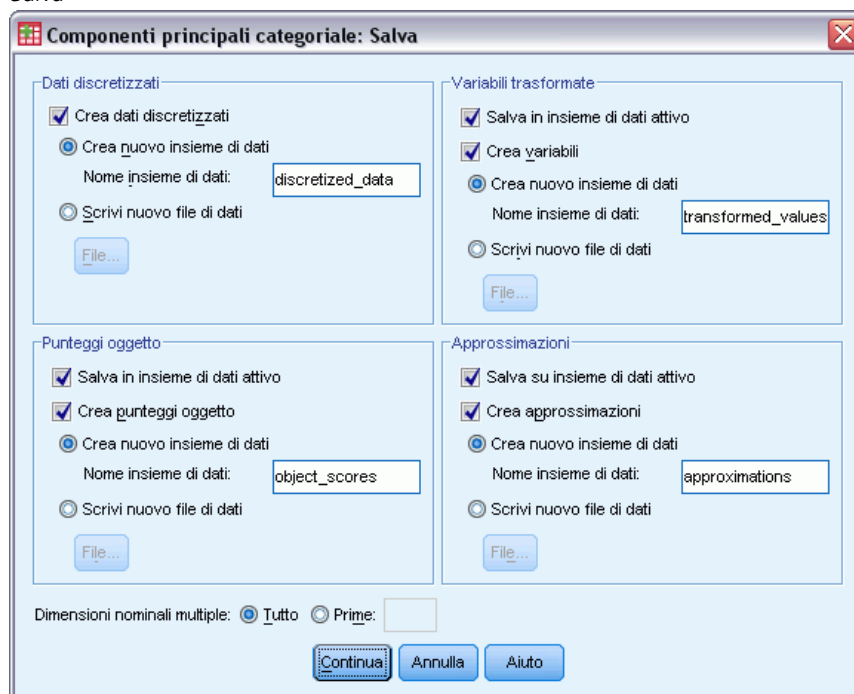 Salva
Componenti principali categoriale: Salva
Dati discretizzati
Crea dati discretizzati
Crea nuovo insieme di dati
Nome insieme di dati: discretized_data
Scrivi nuovo file di dati
File...
Variabili trasformate
Salva in insieme di dati attivo
Crea variabili
Crea nuovo insieme di dati
Nome insieme di dati: transformed_values
Scrivi nuovo file di dati
File...
Punteggi oggetto
Salva in insieme di dati attivo
Crea punteggi oggetto
Crea nuovo insieme di dati
Nome insieme di dati: object_scores
Scrivi nuovo file di dati
File...
Approssimazioni
Salva su insieme di dati attivo
Crea approssimazioni
Crea nuovo insieme di dati
Nome insieme di dati: approximations
Scrivi nuovo file di dati
File...
Dimensioni nominali multiple: Tutto Prime:
Continua Annulla Aiuto